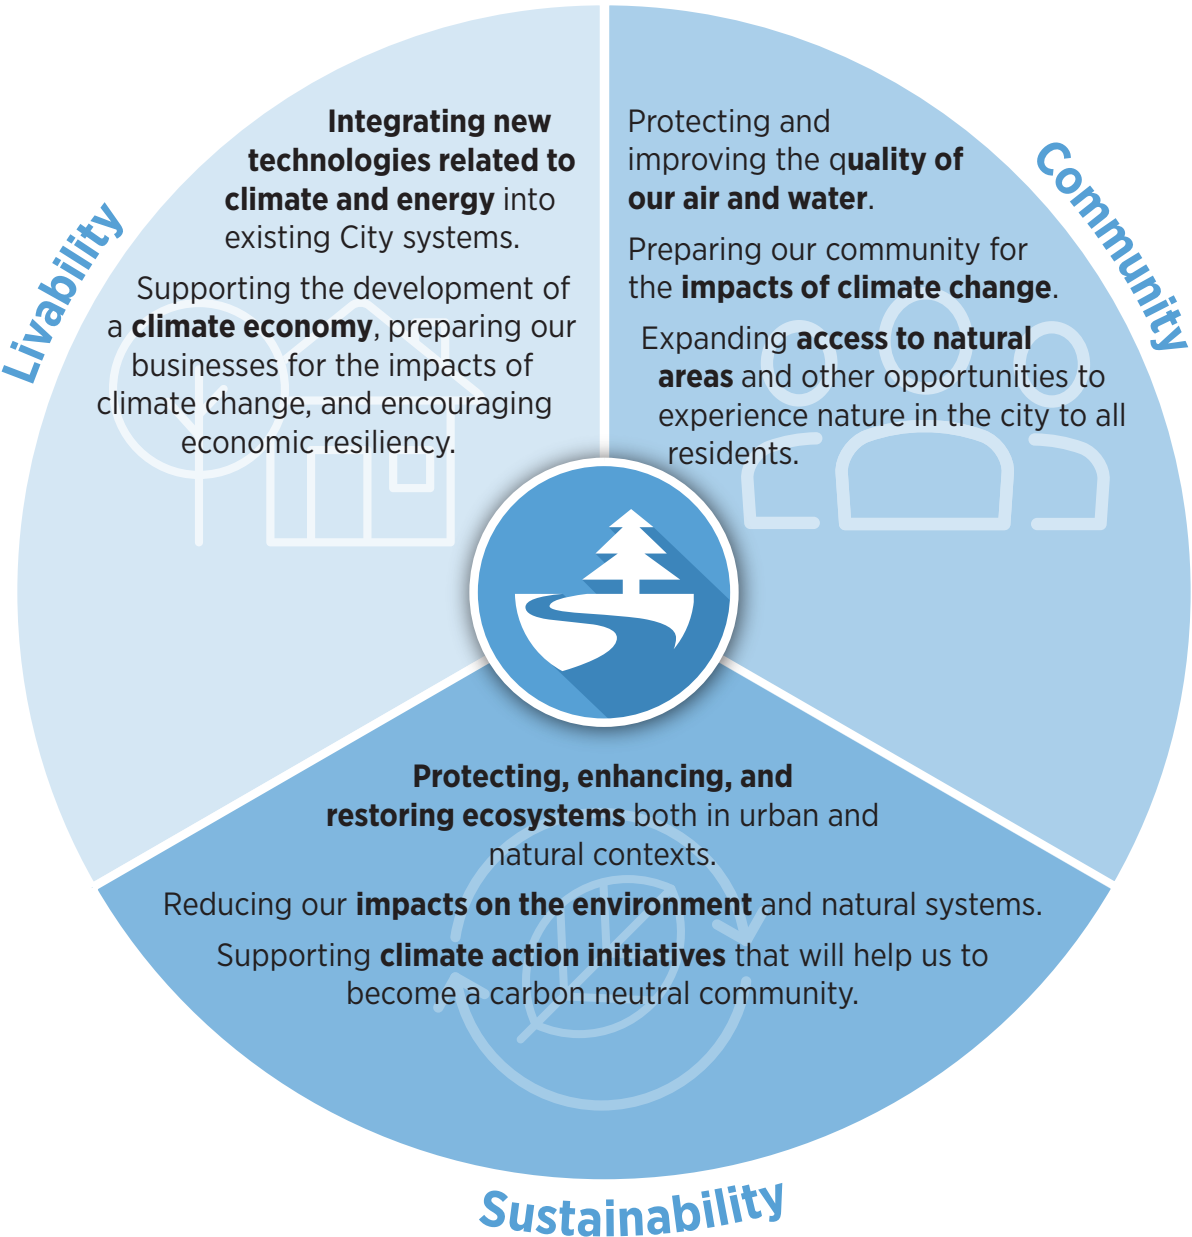 Livability
Integrating new
technologies related to
climate and energy into
existing City systems.
Supporting the development of
a climate economy, preparing our
businesses for the impacts of
climate change, and encouraging
economic resiliency.
Community
Protecting and
improving the quality of
our air and water.
Preparing our community for
the impacts of climate change.
Expanding access to natural
areas and other opportunities to
experience nature in the city to all
residents.
Protecting, enhancing, and
restoring ecosystems both in urban and
natural contexts.
Reducing our impacts on the environment and natural systems.
Supporting climate action initiatives that will help us to
become a carbon neutral community.
Sustainability